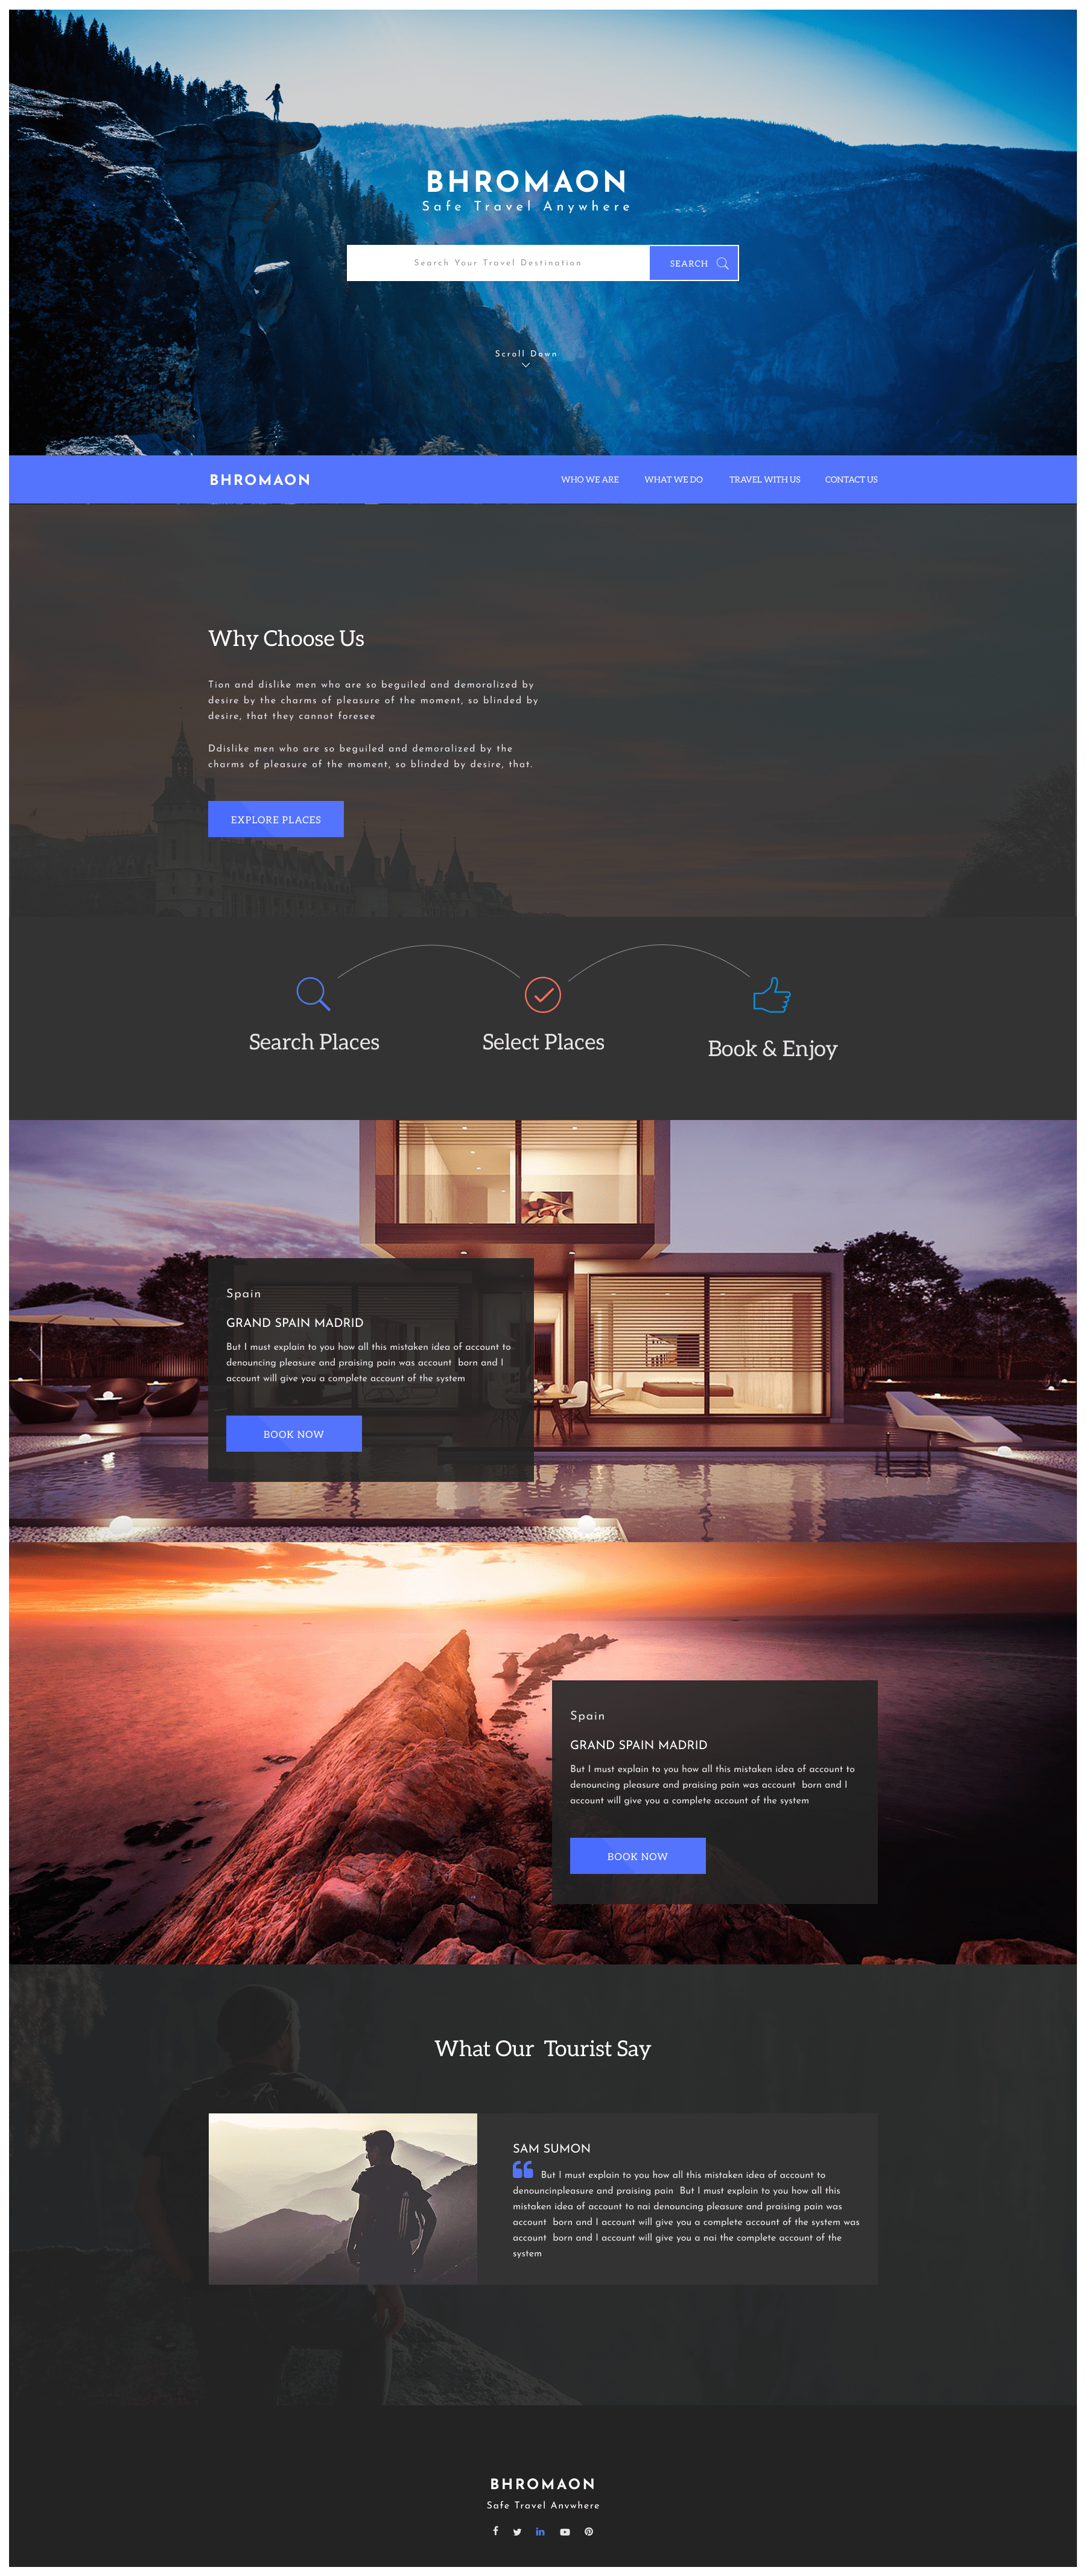 BHROMAON
Safe Travel Anywhere
Search Your Travel Destination
SEARCH
Scroll Down
BHROMAON
WHO WE ARE
WHAT WE DO
TRAVEL WITH US
CONTACT US
Why Choose Us
Tion and dislike men who are so beguiled and demoralized by
desire by the charms of pleasure of the moment, so blinded by
desire, that they cannot foresee
Ddislike men who are so beguiled and demoralized by the
charms of pleasure of the moment, so blinded by desire, that.
EXPLORE PLACES
Search Places
Select Places
Book & Enjoy
Spain
GRAND SPAIN MADRID
But I must explain to you how all this mistaken idea of account to
denouncing pleasure and praising pain was account born and I
account will give you a complete account of the system
BOOK NOW
Spain
GRAND SPAIN MADRID
But I must explain to you how all this mistaken idea of account to
denouncing pleasure and praising pain was account born and I
account will give you a complete account of the system
BOOK NOW
What Our Tourist Say
SAM SUMON
But I must explain to you how all this mistaken idea of account to
denouncinpleasure and praising pain But I must explain to you how all this
mistaken idea of account to nai denouncing pleasure and praising pain was
account born and I account will give you a complete account of the system was
account born and I account will give you a nai the complete account of the
system
BHROMAON
Safe Travel Anvwhere